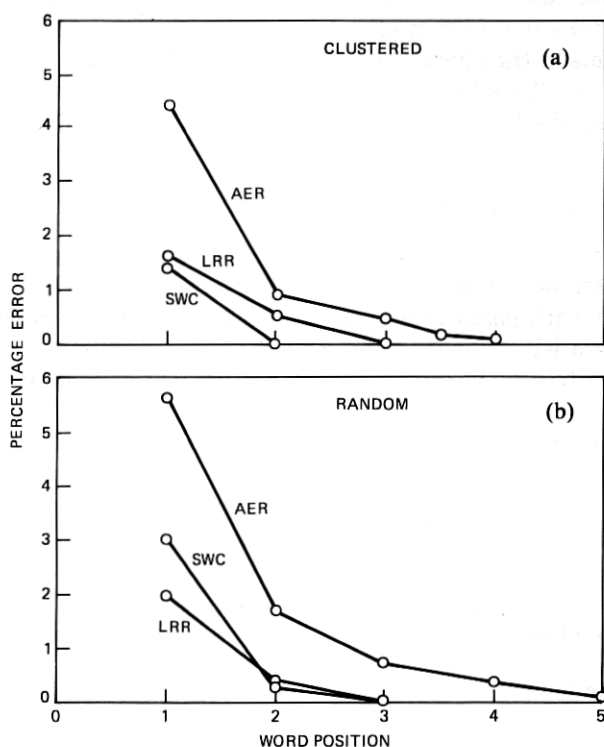 6
CLUSTERED
(a)
5
4
AER
3
2
LRR
SWC
1
0
PERCENTAGE ERROR
6
RANDOM
(b)
5
4
AER
3
SWC
2
LRR
1
0
0 1 2 3 4 5
WORD POSITION